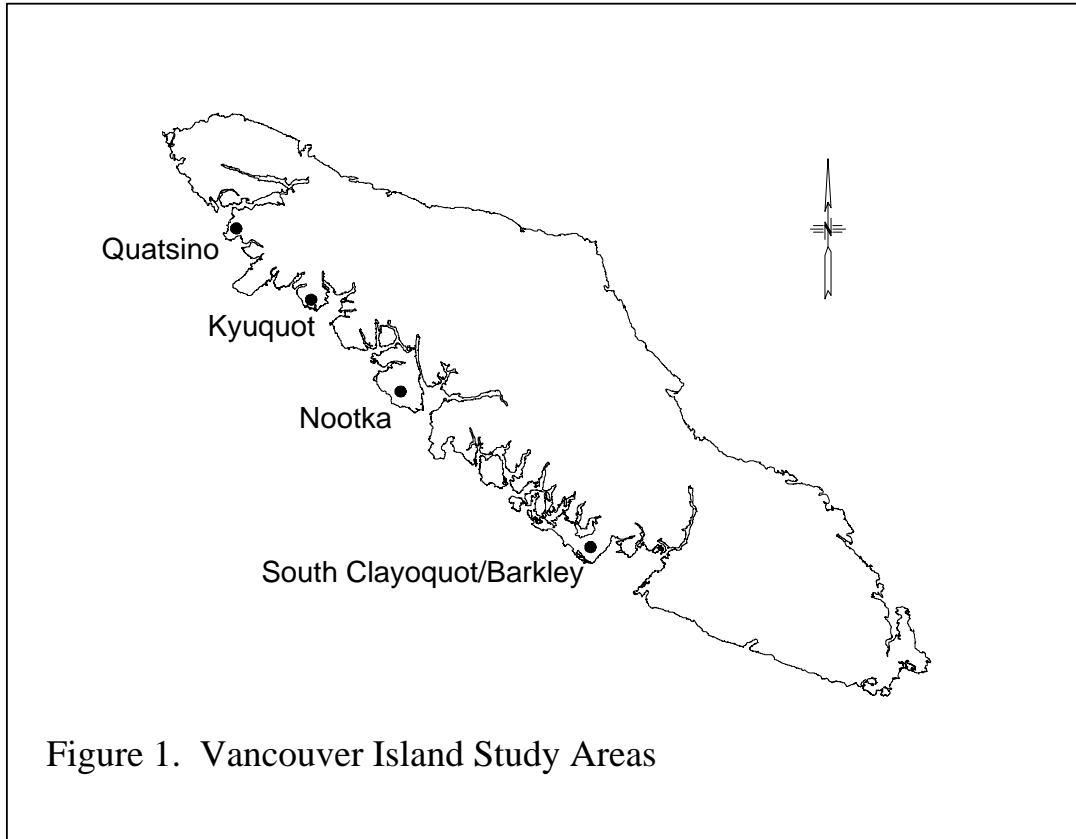 N
Quatsino
Kyuquot
Nootka
South Clayoquot/Barkley
Figure 1. Vancouver Island Study Areas